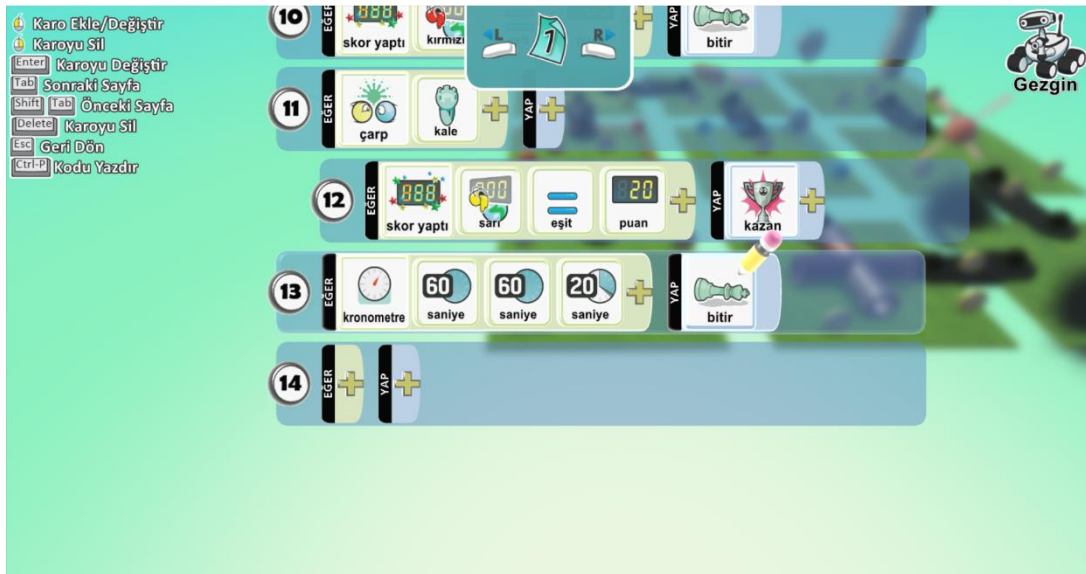 Karo Ekle/Değiştir
Karoyu Sil
Enter Karoyu Değiştir
Tab Sonraki Sayfa
Shift Tab Önceki Sayfa
Delete Karoyu Sil
Esc Geri Dön
Ctrl-P Kodu Yazdır
L 1 R
Gezgin
10 EĞER skor yaptı kırmızı YAP bitir
11 EĞER çarp kale YAP
12 EĞER skor yaptı sarı eşit 20 puan YAP kazan
13 EĞER kronometre 60 saniye 60 saniye 20 saniye YAP bitir
14 EĞER YAP